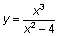 y = x³ / (x² − 4)